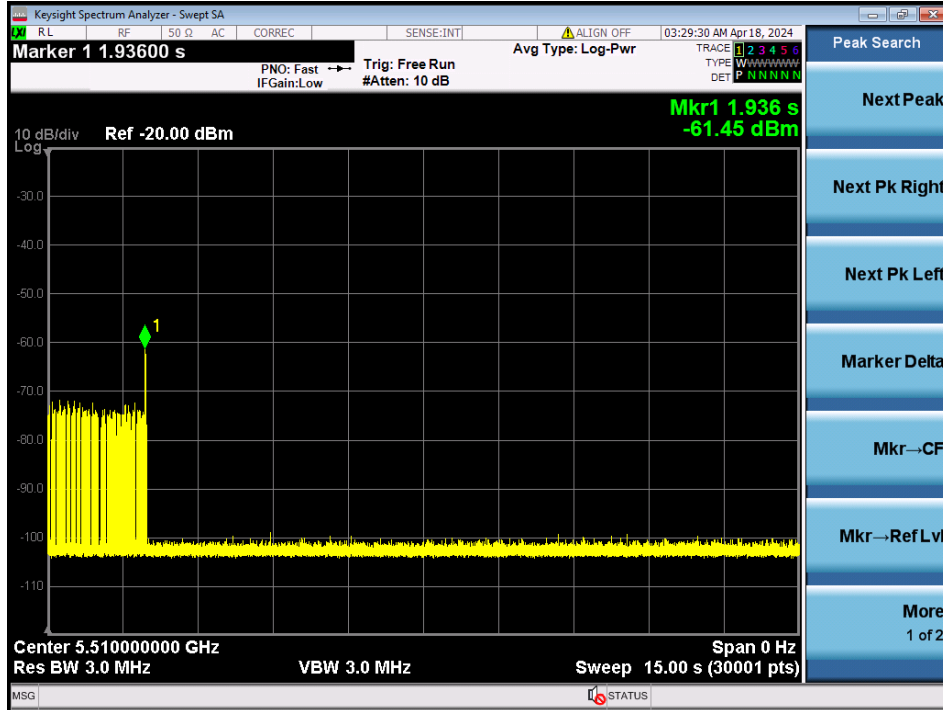 Keysight Spectrum Analyzer - Swept SA
LXI RL RF 50 Ω AC CORREC SENSE:INT ALIGN OFF 03:29:30 AM Apr 18, 2024
Marker 1 1.93600 s
PNO: Fast
IFGain:Low
Trig: Free Run
#Atten: 10 dB
Avg Type: Log-Pwr
TRACE 1 2 3 4 5 6
TYPE WWWWWW
DET P N N N N N
Mkr1 1.936 s
-61.45 dBm
10 dB/div Ref -20.00 dBm
Log
-30.0
-40.0
-50.0
-60.0
-70.0
-80.0
-90.0
-100
-110
1
Center 5.510000000 GHz Span 0 Hz
Res BW 3.0 MHz VBW 3.0 MHz Sweep 15.00 s (30001 pts)
MSG STATUS
Peak Search
Next Peak
Next Pk Right
Next Pk Left
Marker Delta
Mkr→CF
Mkr→Ref Lvl
More
1 of 2